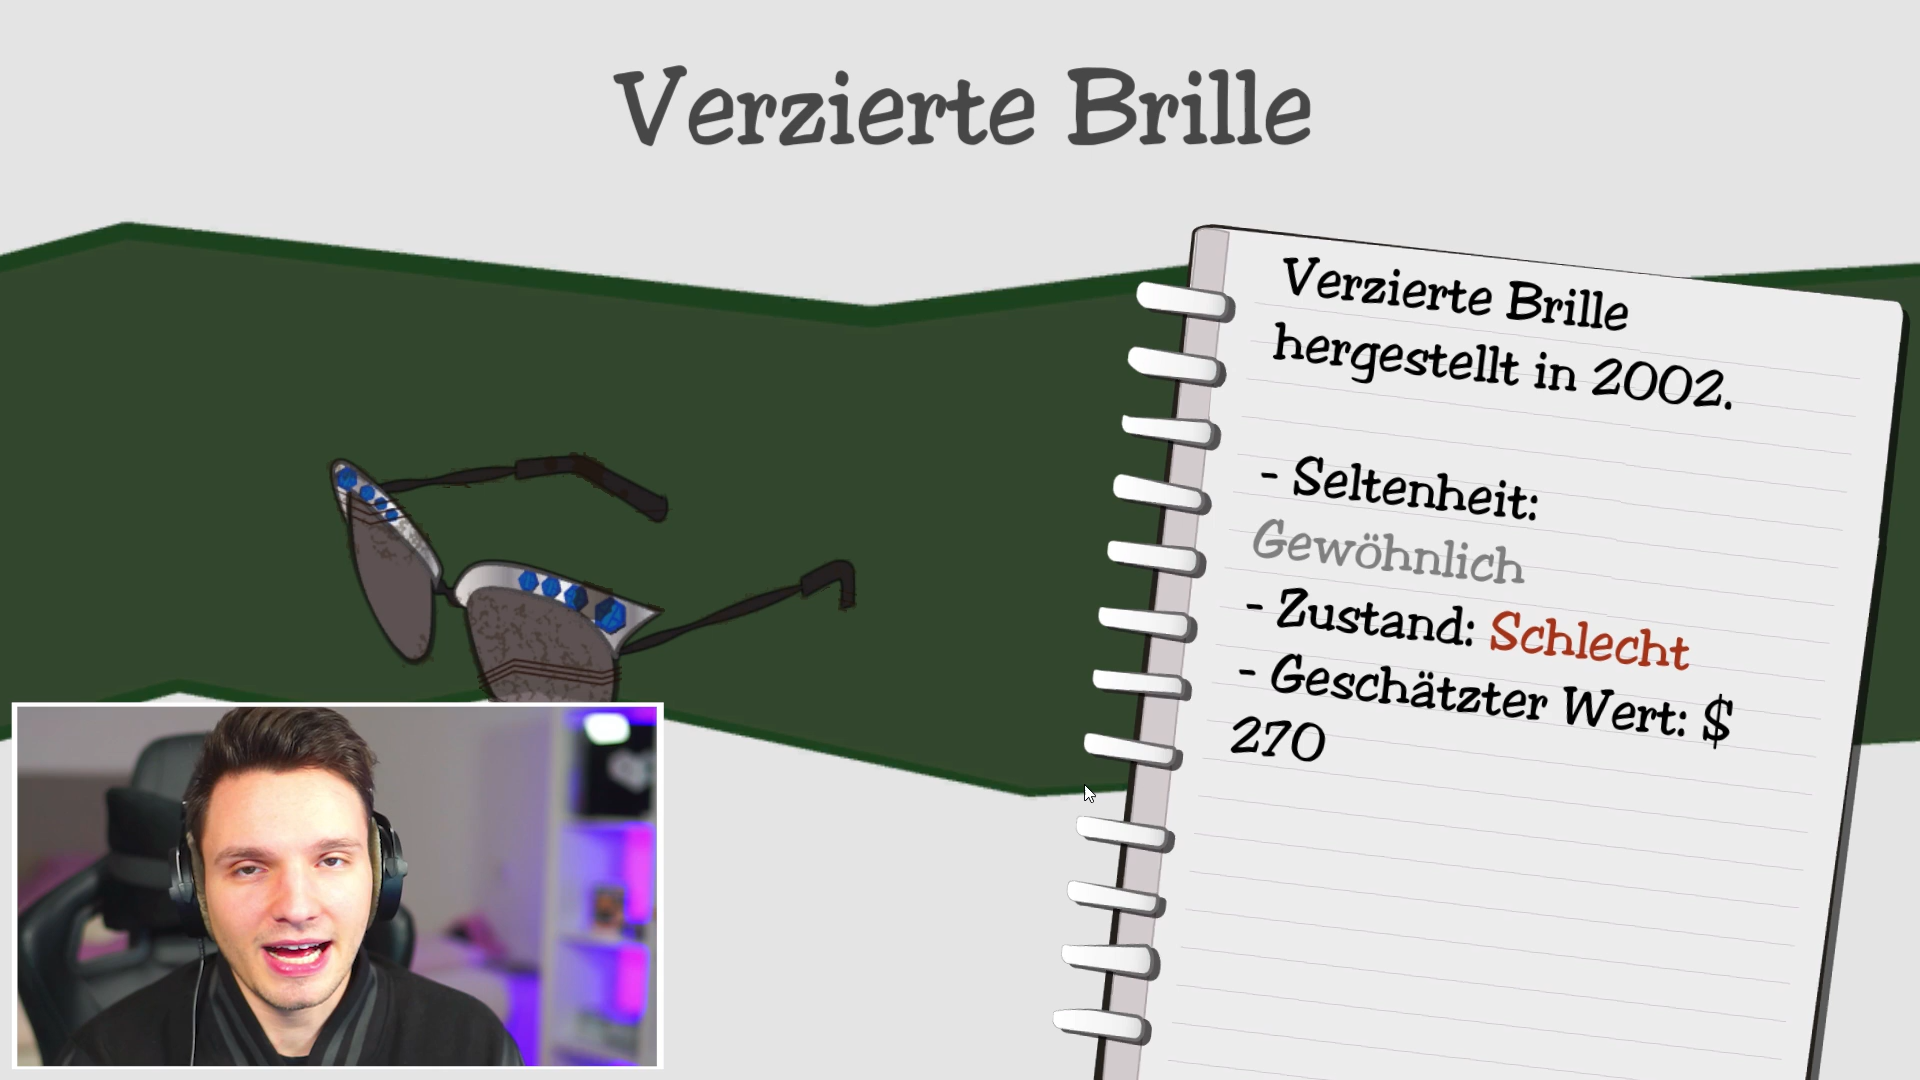 Verzierte Brille
Verzierte Brille
hergestellt in 2002.
- Seltenheit:
Gewöhnlich
- Zustand: Schlecht
- Geschätzter Wert: $
270